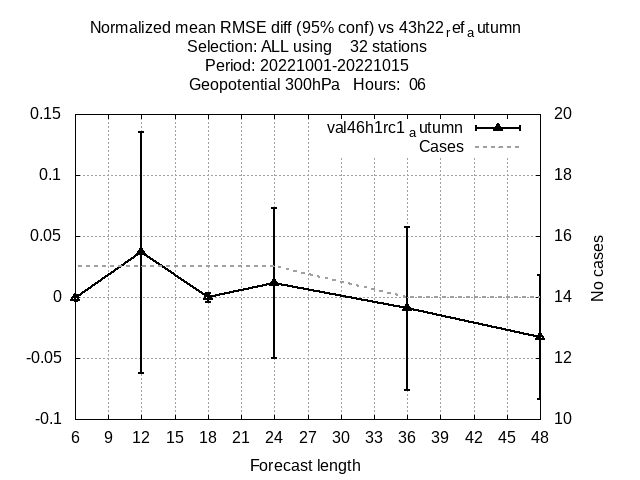 Normalized mean RMSE diff (95% conf) vs 43h22refautumn
Selection: ALL using 32 stations
Period: 20221001-20221015
Geopotential 300hPa Hours: 06
val46h1rc1autumn
Cases
0.15
0.1
0.05
0
-0.05
-0.1
20
18
16
14
12
10
No cases
6 9 12 15 18 21 24 27 30 33 36 39 42 45 48
Forecast length